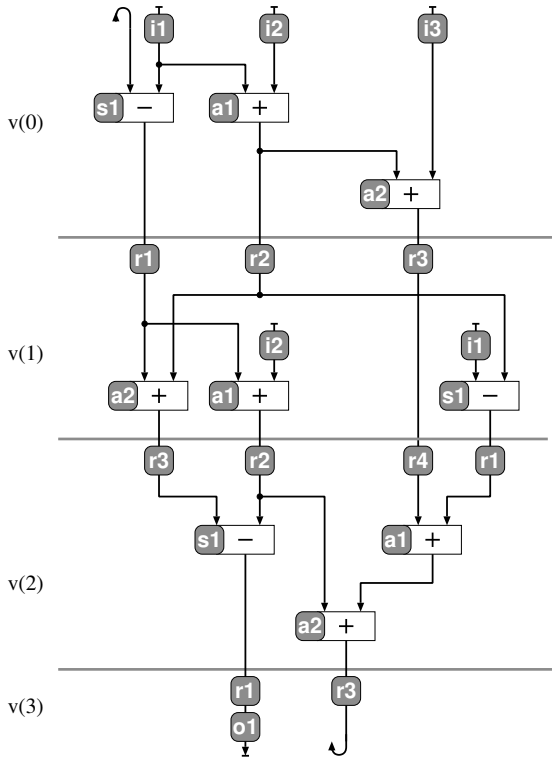 i1 i2 i3
v(0)
s1 − a1 +
a2 +
r1 r2 r3
v(1)
i2 i1
a2 + a1 + s1 −
r3 r2 r4 r1
s1 − a1 +
v(2)
a2 +
r1 r3
v(3)
o1